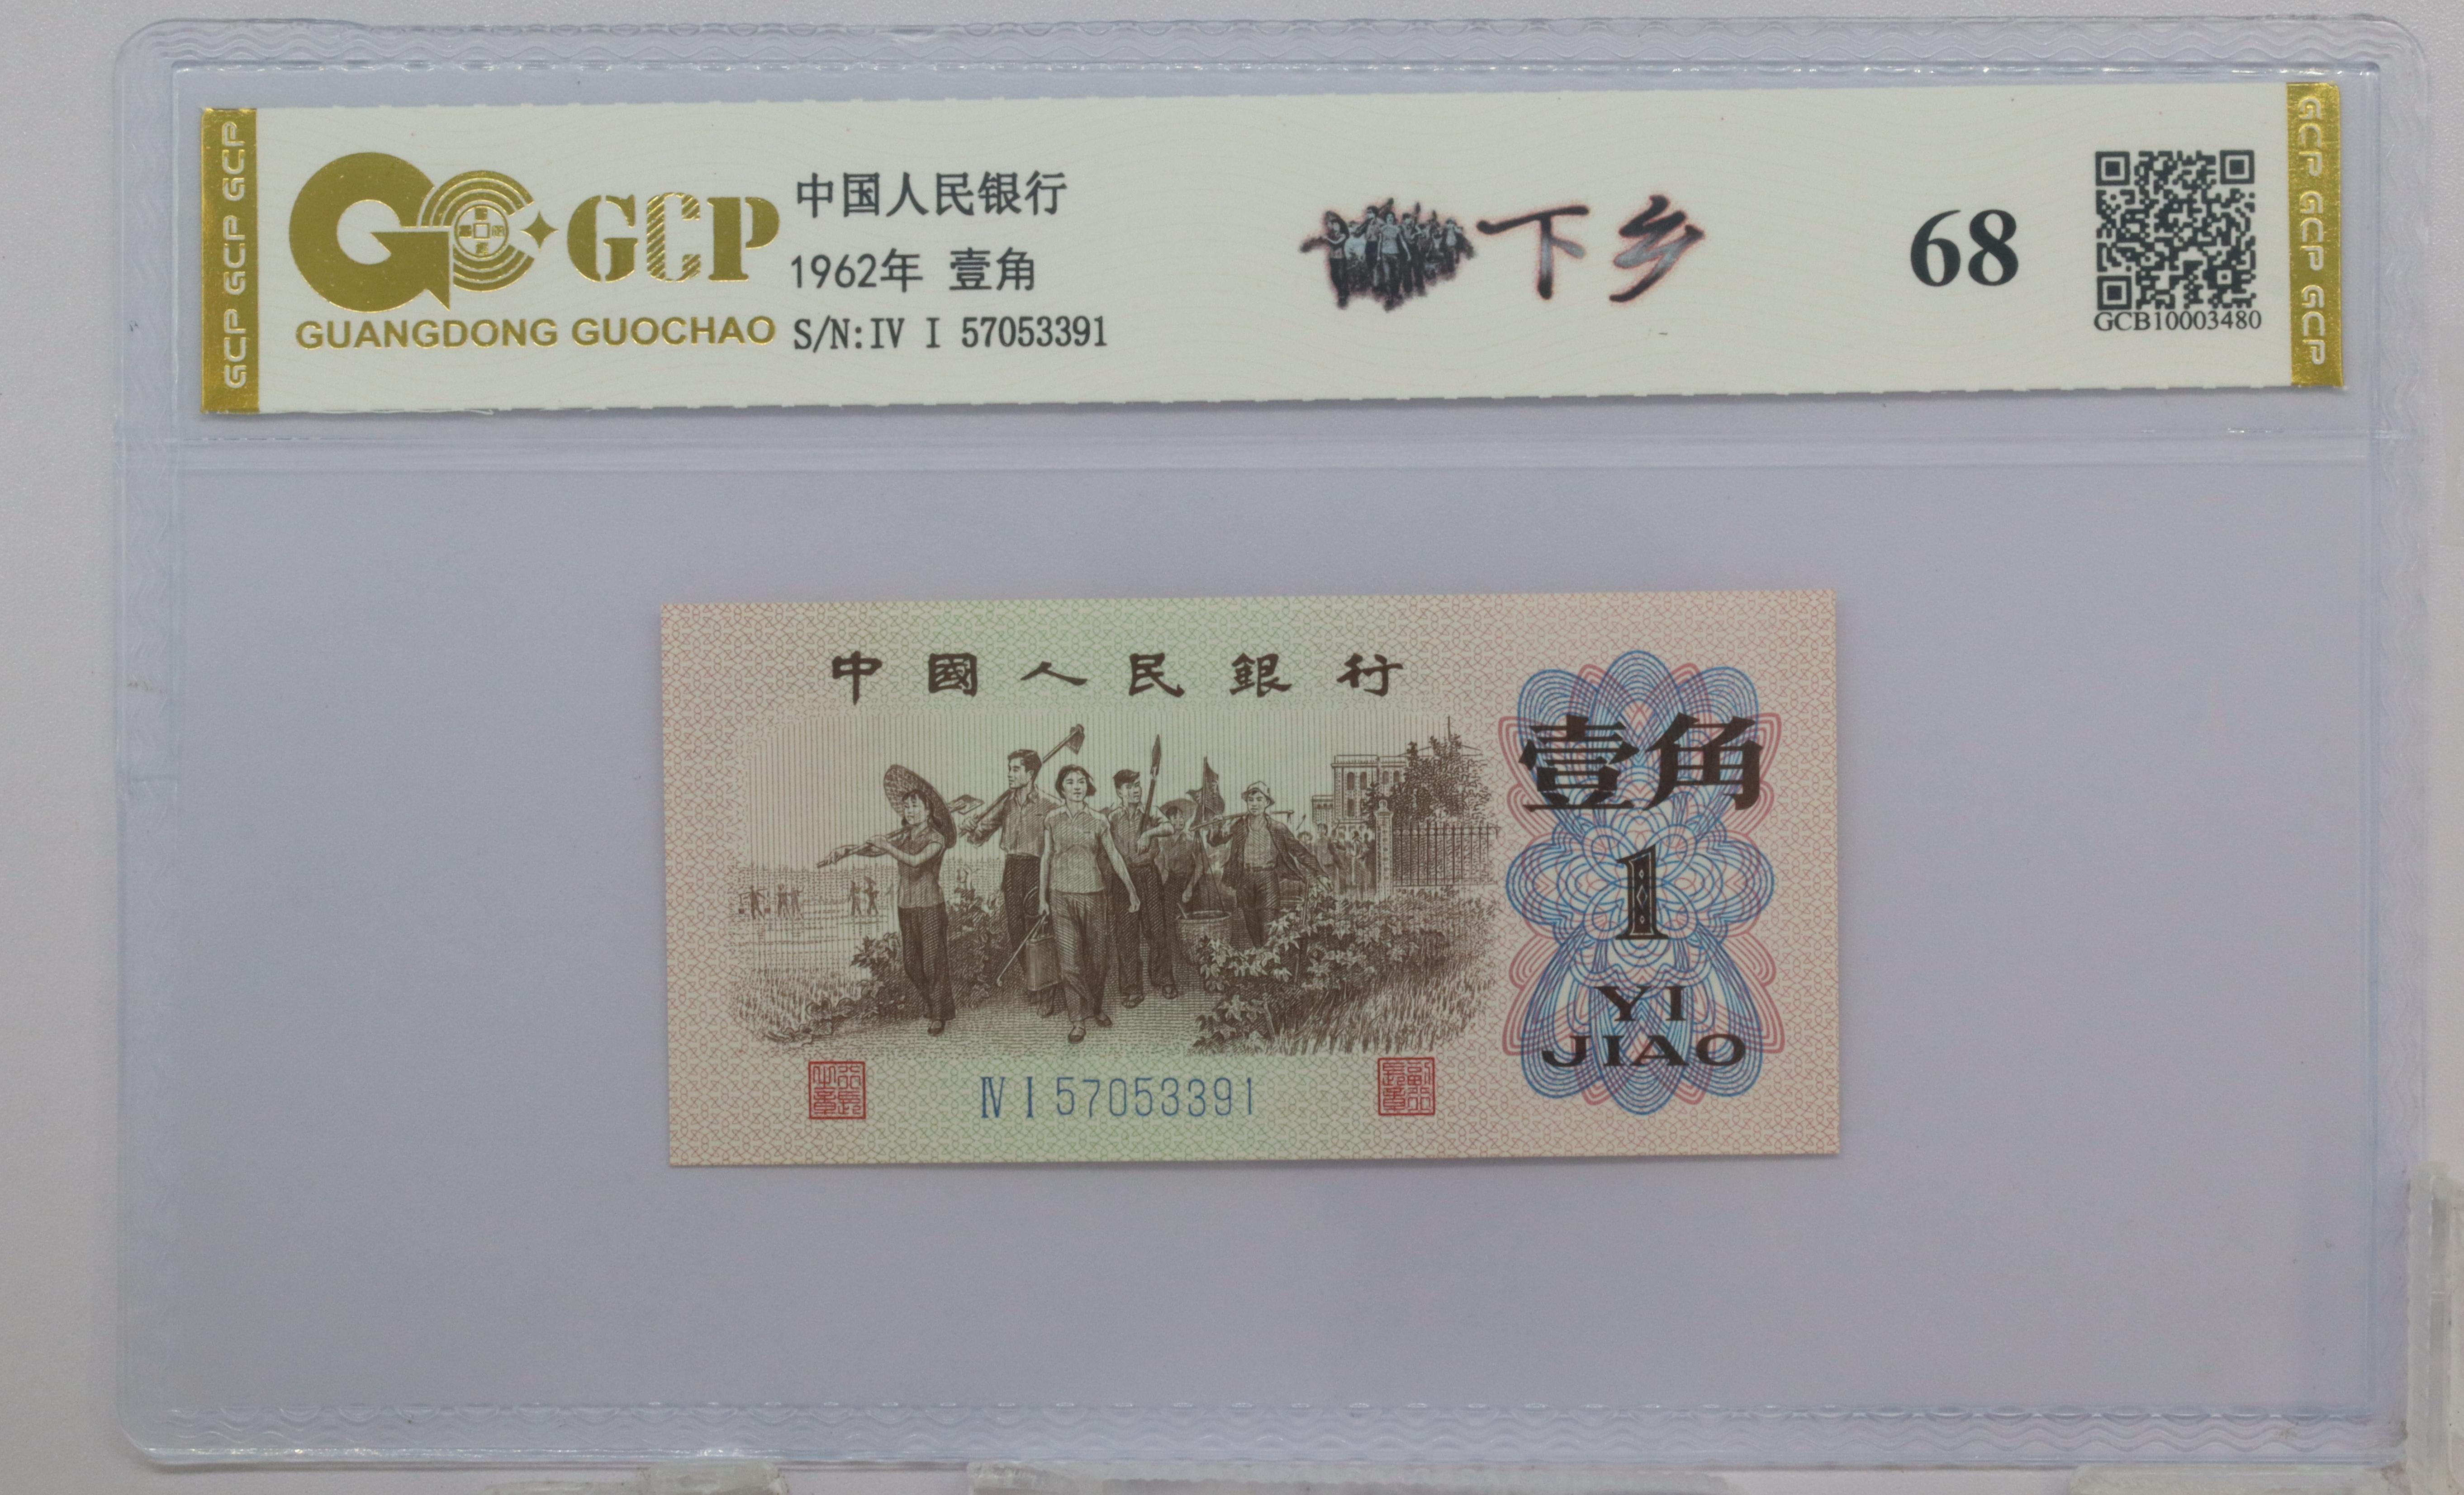 GCP GCP GCP GCP
GCP
GUANGDONG GUOCHAO
中国人民银行
1962年 壹角
S/N:IV I 57053391
下乡
68
GCB10003480
GCP GCP GCP GCP
中國人民銀行
壹角
1
YI
JIAO
Ⅳ Ⅰ 57053391